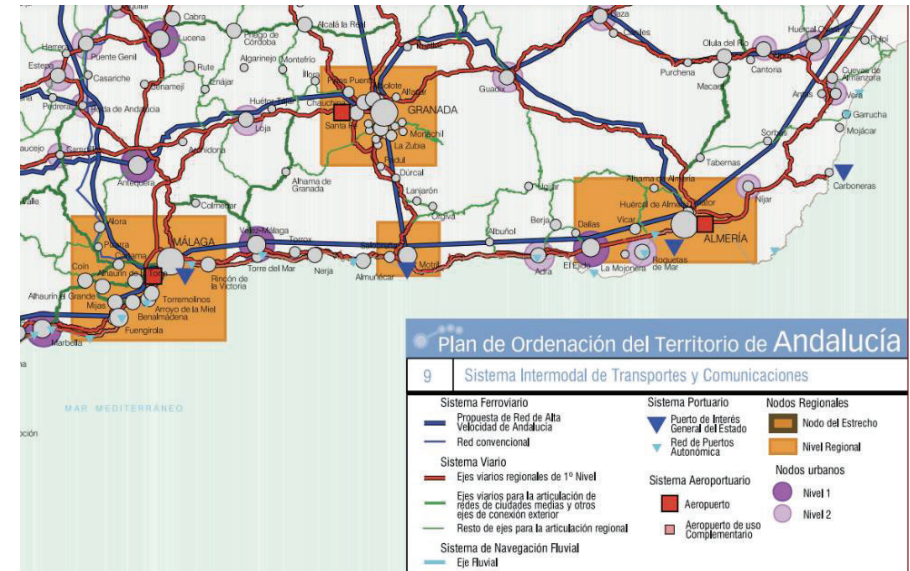 Cabra
Lucena
Priego de
Córdoba
Alcalá la Real
Herrera
Puente Genil
Estepa
Casariche
Rute
Algarinejo
Montefrío
Iznájar
Benamejí
Illora
Huétor Tájar
Chauchina
Loja
Santa Fe
GRANADA
Monachil
La Zubia
Padul
Dúrcal
Lanjarón
Órgiva
Archidona
Antequera
Alhama de
Granada
Colmenar
Guadix
Baza
Caniles
Purchena
Olula del Río
Macael
Cantoria
Huércal Overa
Pulpí
Cuevas de
Almanzora
Antas
Vera
Garrucha
Mojácar
Sorbas
Tabernas
Carboneras
Níjar
Alhama de Almería
Huércal de Almería
Viator
ALMERÍA
Ugíjar
Berja
Dalías
Vicar
Albuñol
Adra
El Ejido
La Mojonera
Roquetas
de Mar
Motril
Almuñécar
Nerja
Torrox
Vélez-Málaga
Torre del Mar
Rincón de
la Victoria
MÁLAGA
Álora
Pizarra
Cártama
Coín
Alhaurín de la Torre
Alhaurín el Grande
Mijas
Torremolinos
Arroyo de la Miel
Benalmádena
Fuengirola
Marbella
MAR MEDITERRÁNEO
Plan de Ordenación del Territorio de Andalucía
9 Sistema Intermodal de Transportes y Comunicaciones
Sistema Ferroviario
Propuesta de Red de Alta
Velocidad de Andalucía
Red convencional
Sistema Viario
Ejes viarios regionales de 1º Nivel
Ejes viarios para la articulación de
redes de ciudades medias y otros
ejes de conexión exterior
Resto de ejes para la articulación regional
Sistema de Navegación Fluvial
Eje Fluvial
Sistema Portuario
Puerto de Interés
General del Estado
Red de Puertos
Autonómica
Sistema Aeroportuario
Aeropuerto
Aeropuerto de uso
Complementario
Nodos Regionales
Nodo del Estrecho
Nivel Regional
Nodos urbanos
Nivel 1
Nivel 2